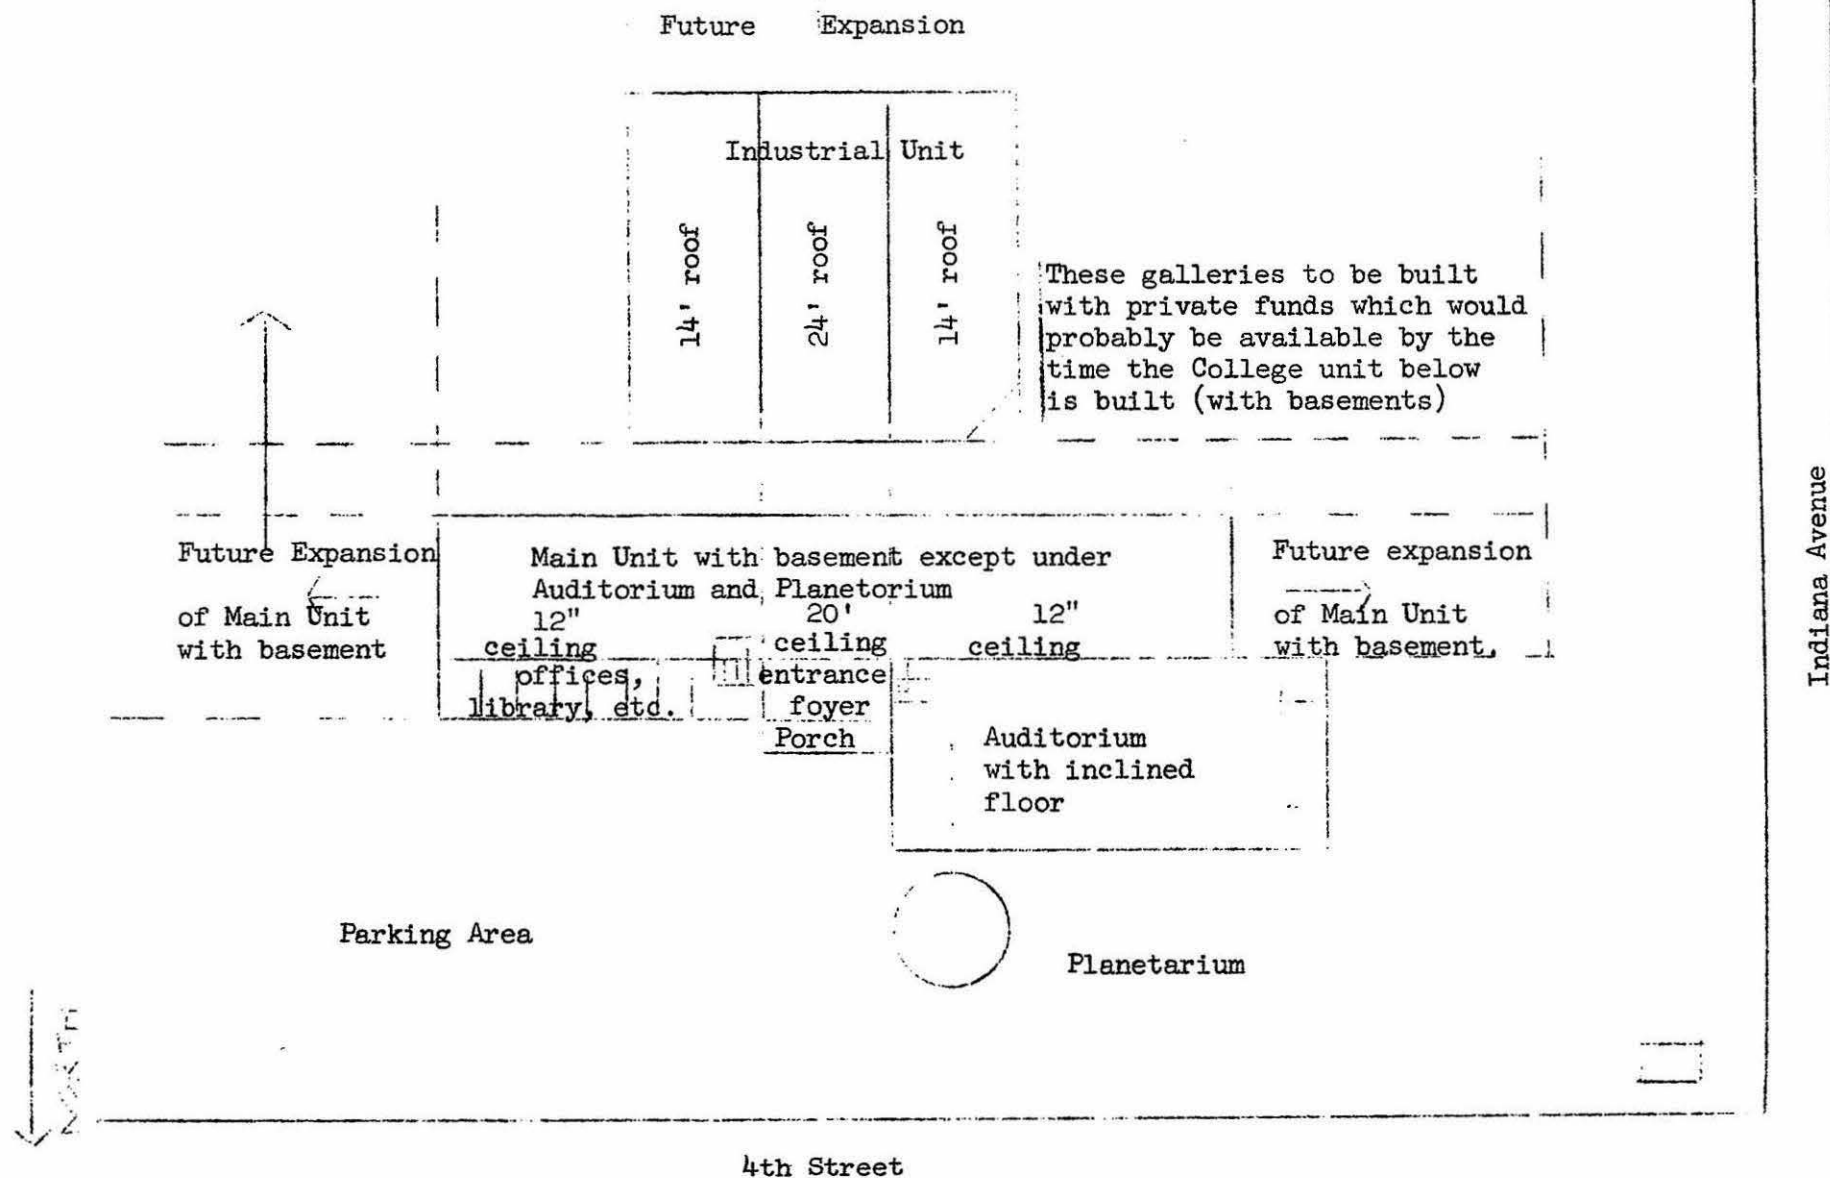 Future Expansion
Industrial Unit
14' roof
24' roof
14' roof
These galleries to be built
with private funds which would
probably be available by the
time the College unit below
is built (with basements)
Indiana Avenue
Future Expansion
of Main Unit
with basement
Main Unit with basement except under
Auditorium and Planetorium
12"
ceiling
20'
ceiling
12"
ceiling
Future expansion
of Main Unit
with basement.
offices,
library, etc.
entrance
foyer
Porch
Auditorium
with inclined
floor
Parking Area
Planetarium
NORTH
4th Street